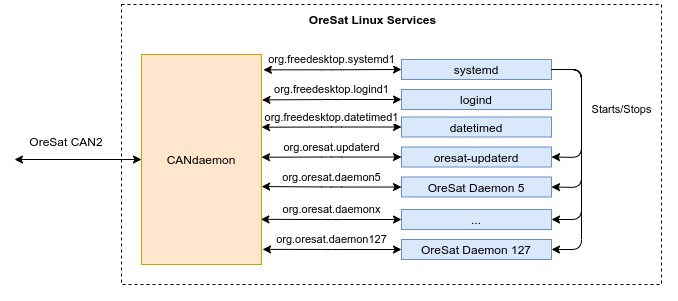 OreSat Linux Services
org.freedesktop.systemd1
systemd
org.freedesktop.logind1
logind
Starts/Stops
org.freedesktop.datetimed1
datetimed
OreSat CAN2
CANdaemon
org.oresat.updaterd
oresat-updaterd
org.oresat.daemon5
OreSat Daemon 5
org.oresat.daemonx
...
org.oresat.daemon127
OreSat Daemon 127